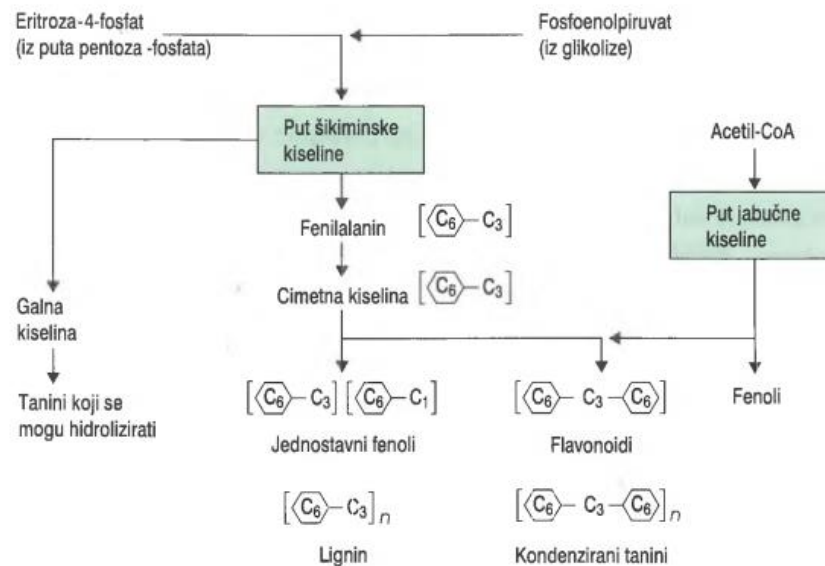 Eritroza-4-fosfat
(iz puta pentoza -fosfata)
Fosfoenolpiruvat
(iz glikolize)
Put šikiminske
kiseline
Acetil-CoA
Put jabučne
kiseline
Fenilalanin [C₆ – C₃]
Cimetna kiselina [C₆ – C₃]
Galna
kiselina
Tanini koji se
mogu hidrolizirati
[C₆ – C₃] [C₆ – C₁]
Jednostavni fenoli
[C₆ – C₃ – C₆]
Flavonoidi
Fenoli
[C₆ – C₃]n
Lignin
[C₆ – C₃ – C₆]n
Kondenzirani tanini